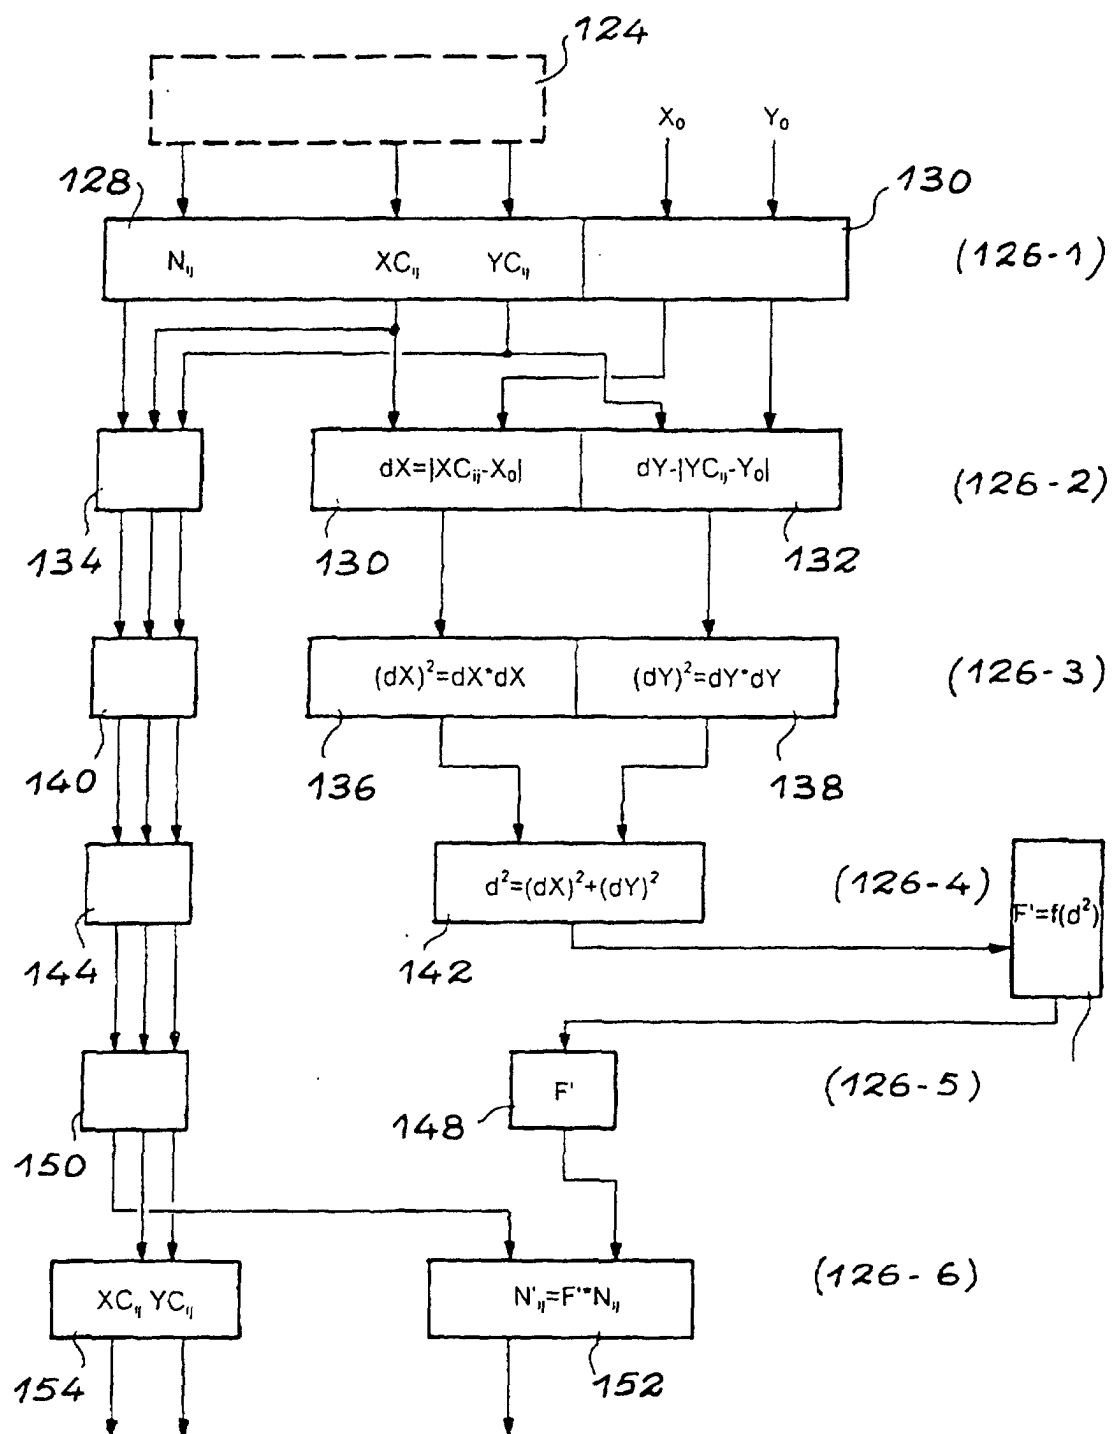 124
X₀ Y₀
128
130
Nᵢⱼ XCᵢⱼ YCᵢⱼ
(126-1)
dX=|XCᵢⱼ-X₀| dY-|YCᵢⱼ-Y₀|
(126-2)
134
130
132
(dX)²=dX*dX (dY)²=dY*dY
(126-3)
140
136
138
d²=(dX)²+(dY)²
(126-4)
F'=f(d²)
144
142
F'
(126-5)
148
150
XCᵢⱼ YCᵢⱼ
N'ᵢⱼ=F'*Nᵢⱼ
(126-6)
154
152